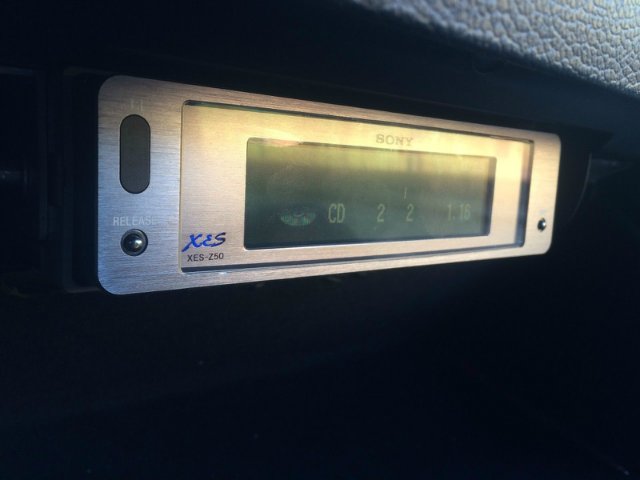 SONY
CD 2 2 1.16
RELEASE
XES
XES-Z50